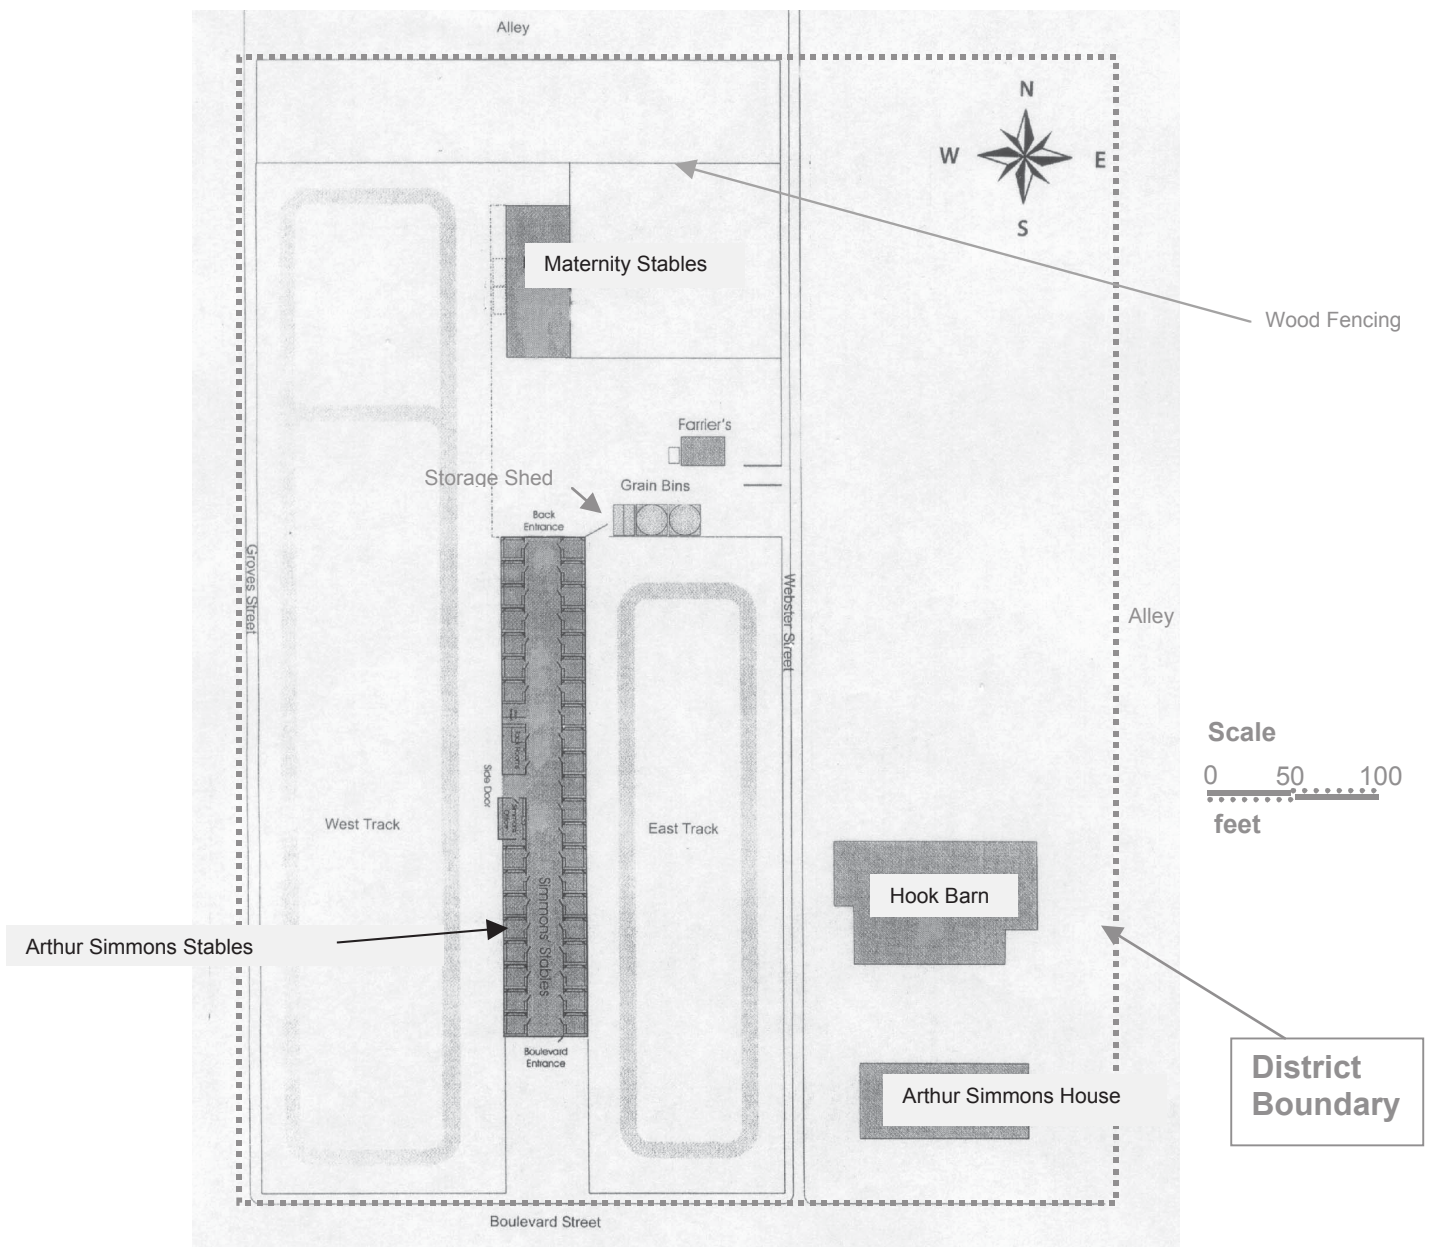 Alley
N
W
E
S
Maternity Stables
Wood Fencing
Farrier's
Storage Shed
Grain Bins
Back
Entrance
Groves Street
Webster Street
Alley
Scale
0 50 100
feet
Side Door
Simmons
Office
West Track
East Track
Hook Barn
Simmons' Stables
Arthur Simmons Stables
Boulevard
Entrance
District
Boundary
Arthur Simmons House
Boulevard Street